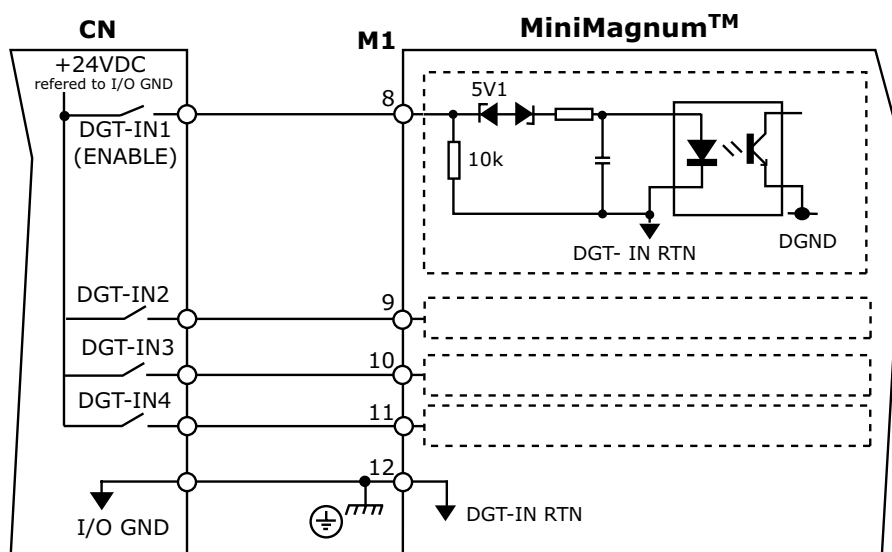 CN
M1
MiniMagnum™
+24VDC
refered to I/O GND
DGT-IN1
(ENABLE)
8
5V1
10k
DGT- IN RTN
DGND
DGT-IN2
9
DGT-IN3
10
DGT-IN4
11
12
I/O GND
DGT-IN RTN